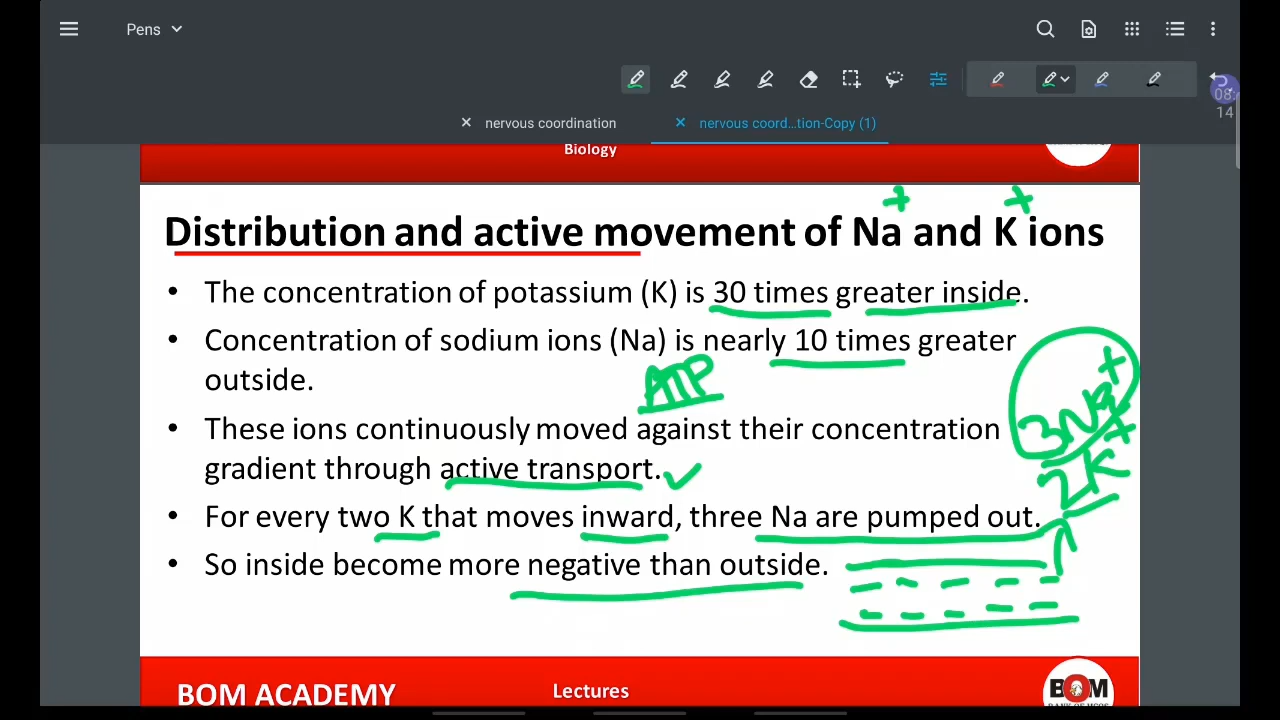 Pens
08:
14
nervous coordination
nervous coord...tion-Copy (1)
Biology
+ +
Distribution and active movement of Na and K ions
• The concentration of potassium (K) is 30 times greater inside.
• Concentration of sodium ions (Na) is nearly 10 times greater
outside.
ATP
3Na+
• These ions continuously moved against their concentration
gradient through active transport.
2K+
• For every two K that moves inward, three Na are pumped out.
• So inside become more negative than outside.
BOM ACADEMY
Lectures
BOM